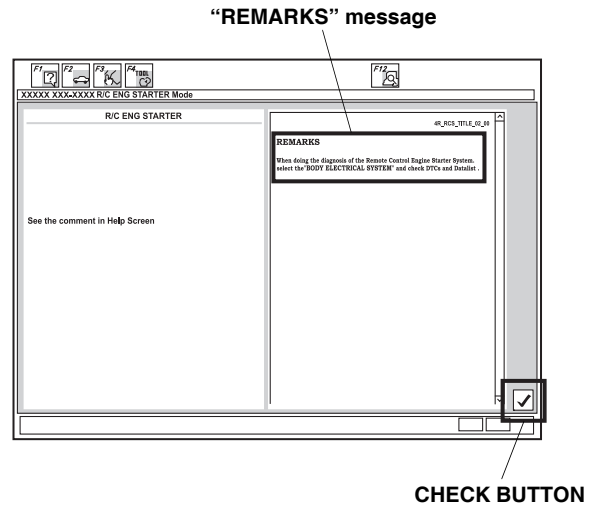 “REMARKS” message
F1 F2 F3 F4 TOOL F12
XXXXX XXX-XXXX R/C ENG STARTER Mode
R/C ENG STARTER
See the comment in Help Screen
4R_RCS_TITLE_02_00
REMARKS
When doing the diagnosis of the Remote Control Engine Starter System.
select the"BODY ELECTRICAL SYSTEM" and check DTCs and Datalist .
CHECK BUTTON